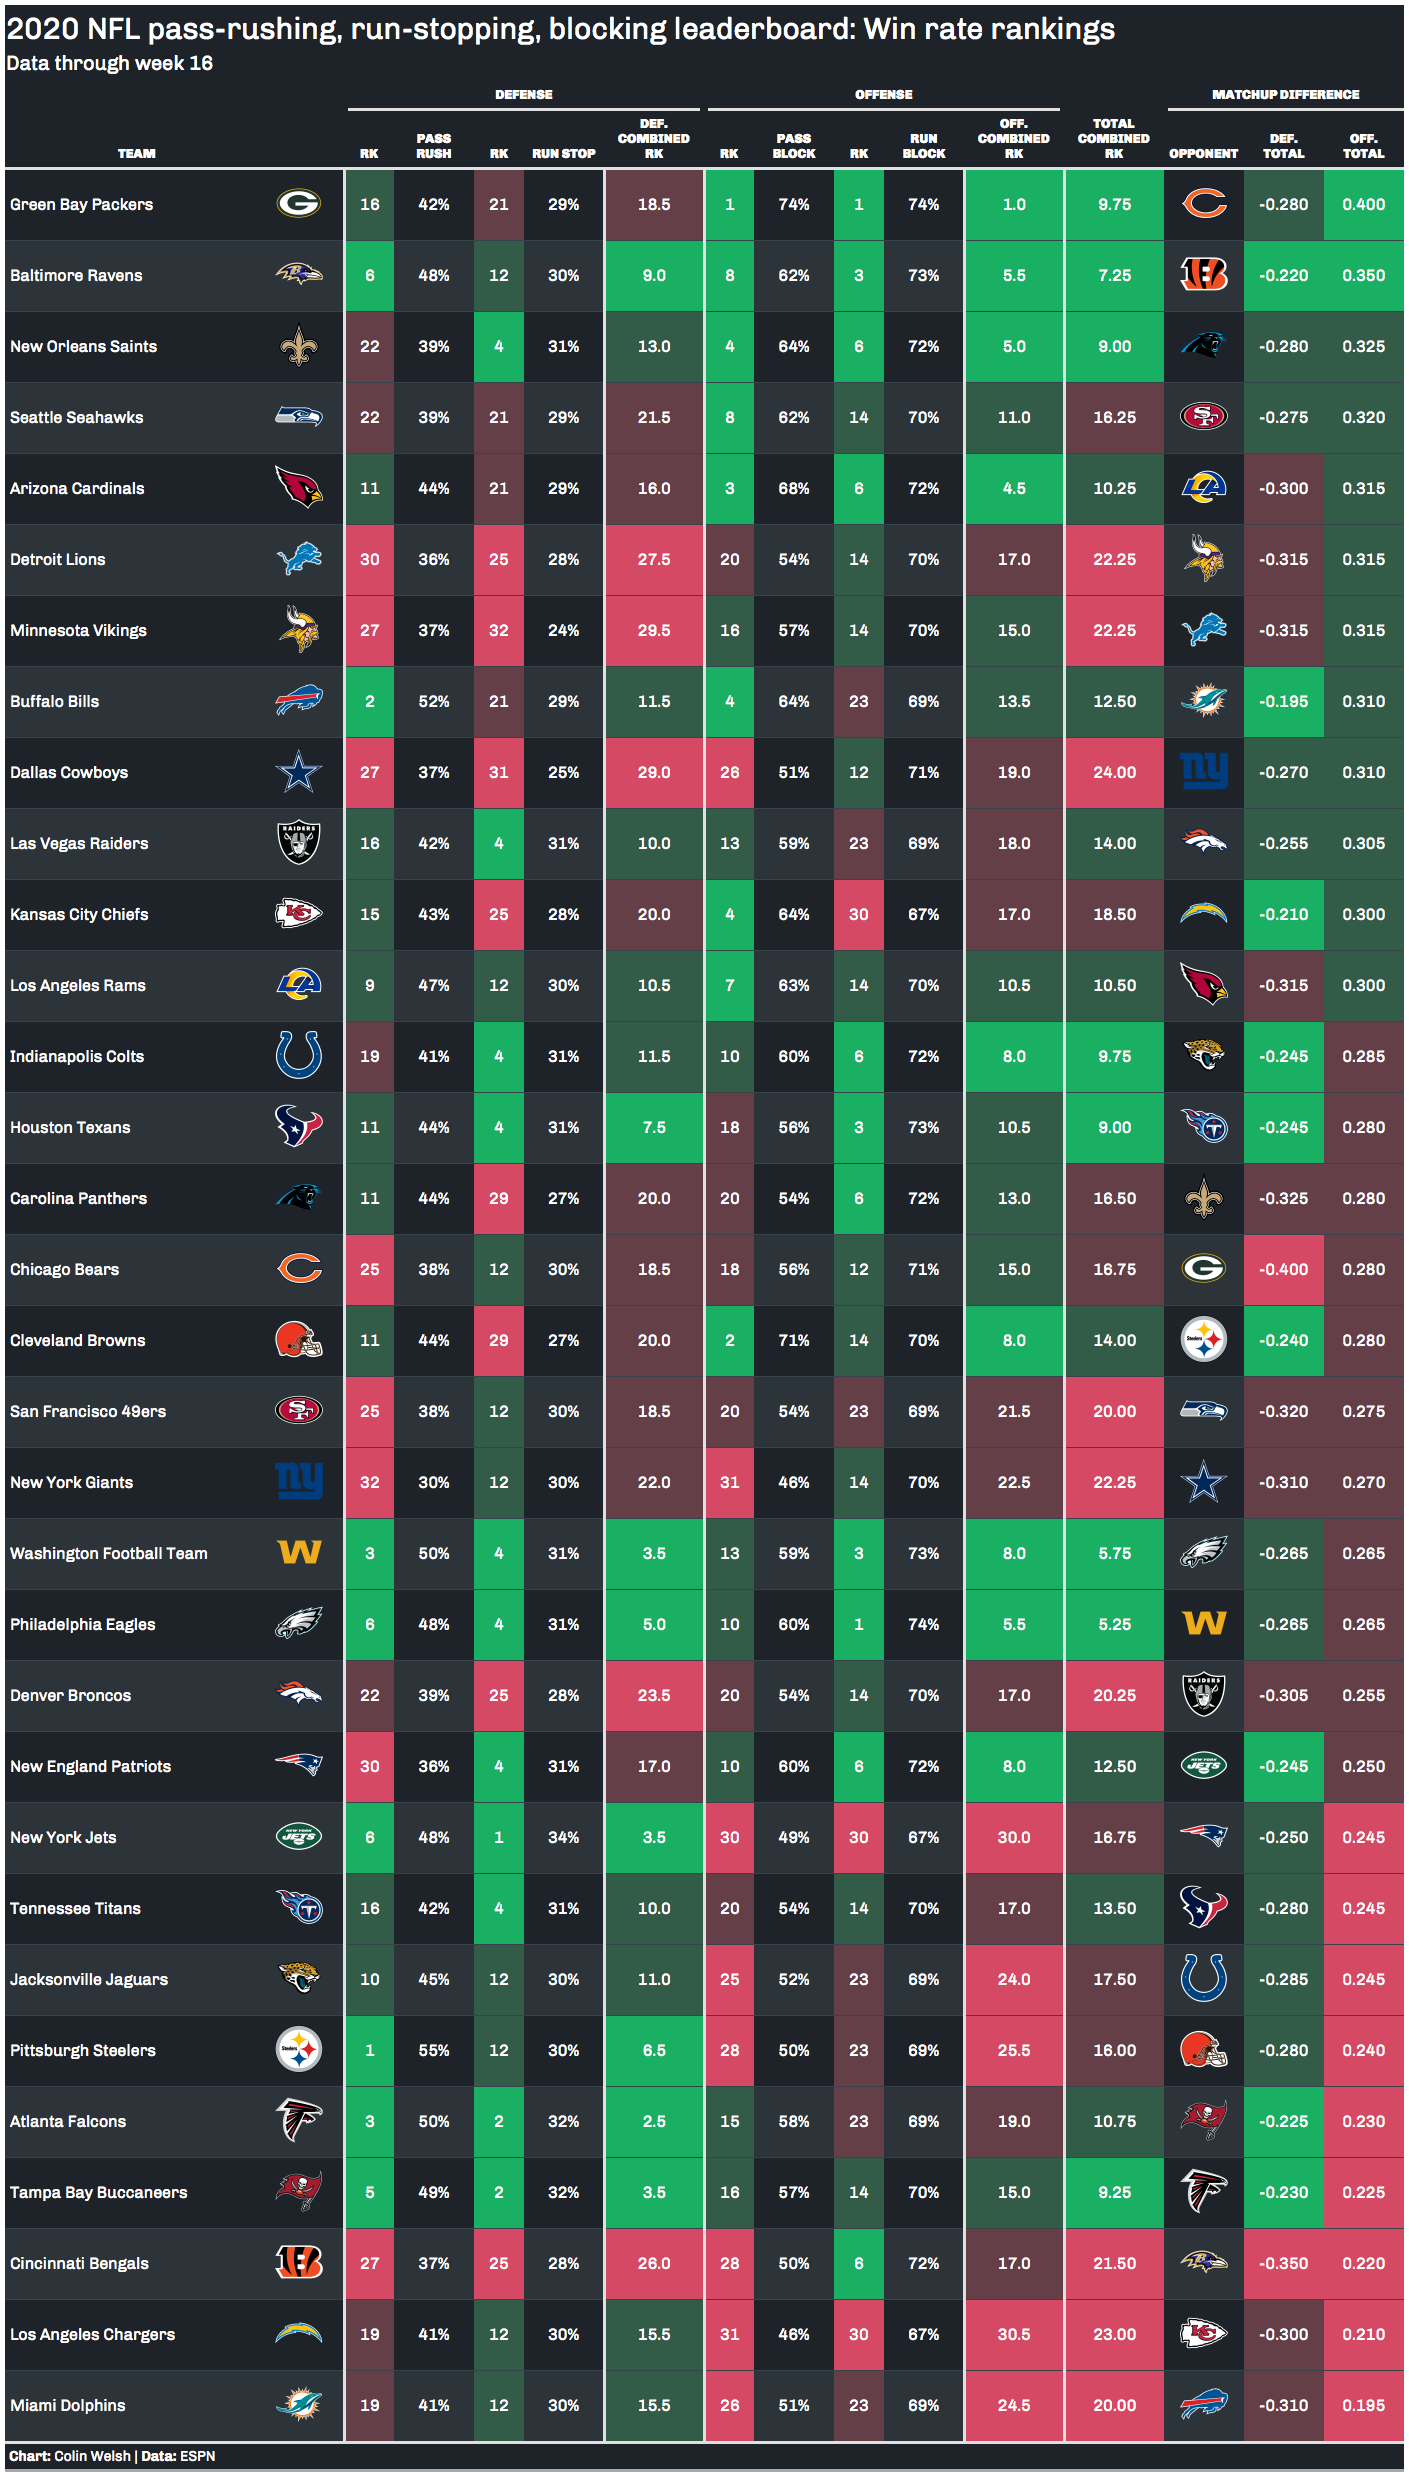 2020 NFL pass-rushing, run-stopping, blocking leaderboard: Win rate rankings
Data through week 16
DEFENSE OFFENSE MATCHUP DIFFERENCE
TEAM RK PASS RUSH RK RUN STOP DEF. COMBINED RK RK PASS BLOCK RK RUN BLOCK OFF. COMBINED RK TOTAL COMBINED RK OPPONENT DEF. TOTAL OFF. TOTAL
Green Bay Packers 16 42% 21 29% 18.5 1 74% 1 74% 1.0 9.75 -0.280 0.400
Baltimore Ravens 6 48% 12 30% 9.0 8 62% 3 73% 5.5 7.25 -0.220 0.350
New Orleans Saints 22 39% 4 31% 13.0 4 64% 6 72% 5.0 9.00 -0.280 0.325
Seattle Seahawks 22 39% 21 29% 21.5 8 62% 14 70% 11.0 16.25 -0.275 0.320
Arizona Cardinals 11 44% 21 29% 16.0 3 68% 6 72% 4.5 10.25 -0.300 0.315
Detroit Lions 30 36% 25 28% 27.5 20 54% 14 70% 17.0 22.25 -0.315 0.315
Minnesota Vikings 27 37% 32 24% 29.5 16 57% 14 70% 15.0 22.25 -0.315 0.315
Buffalo Bills 2 52% 21 29% 11.5 4 64% 23 69% 13.5 12.50 -0.195 0.310
Dallas Cowboys 27 37% 31 25% 29.0 26 51% 12 71% 19.0 24.00 ny -0.270 0.310
Las Vegas Raiders RAIDERS 16 42% 4 31% 10.0 13 59% 23 69% 18.0 14.00 -0.255 0.305
Kansas City Chiefs KC 15 43% 25 28% 20.0 4 64% 30 67% 17.0 18.50 -0.210 0.300
Los Angeles Rams LA 9 47% 12 30% 10.5 7 63% 14 70% 10.5 10.50 -0.315 0.300
Indianapolis Colts 19 41% 4 31% 11.5 10 60% 6 72% 8.0 9.75 -0.245 0.285
Houston Texans 11 44% 4 31% 7.5 18 56% 3 73% 10.5 9.00 -0.245 0.280
Carolina Panthers 11 44% 29 27% 20.0 20 54% 6 72% 13.0 16.50 -0.325 0.280
Chicago Bears 25 38% 12 30% 18.5 18 56% 12 71% 15.0 16.75 -0.400 0.280
Cleveland Browns 11 44% 29 27% 20.0 2 71% 14 70% 8.0 14.00 Steelers -0.240 0.280
San Francisco 49ers SF 25 38% 12 30% 18.5 20 54% 23 69% 21.5 20.00 -0.320 0.275
New York Giants ny 32 30% 12 30% 22.0 31 46% 14 70% 22.5 22.25 -0.310 0.270
Washington Football Team W 3 50% 4 31% 3.5 13 59% 3 73% 8.0 5.75 -0.265 0.265
Philadelphia Eagles 6 48% 4 31% 5.0 10 60% 1 74% 5.5 5.25 W -0.265 0.265
Denver Broncos 22 39% 25 28% 23.5 20 54% 14 70% 17.0 20.25 RAIDERS -0.305 0.255
New England Patriots 30 36% 4 31% 17.0 10 60% 6 72% 8.0 12.50 NEW YORK JETS -0.245 0.250
New York Jets NEW YORK JETS 6 48% 1 34% 3.5 30 49% 30 67% 30.0 16.75 -0.250 0.245
Tennessee Titans 16 42% 4 31% 10.0 20 54% 14 70% 17.0 13.50 -0.280 0.245
Jacksonville Jaguars 10 45% 12 30% 11.0 25 52% 23 69% 24.0 17.50 -0.285 0.245
Pittsburgh Steelers Steelers 1 55% 12 30% 6.5 28 50% 23 69% 25.5 16.00 -0.280 0.240
Atlanta Falcons 3 50% 2 32% 2.5 15 58% 23 69% 19.0 10.75 -0.225 0.230
Tampa Bay Buccaneers 5 49% 2 32% 3.5 16 57% 14 70% 15.0 9.25 -0.230 0.225
Cincinnati Bengals 27 37% 25 28% 26.0 28 50% 6 72% 17.0 21.50 -0.350 0.220
Los Angeles Chargers 19 41% 12 30% 15.5 31 46% 30 67% 30.5 23.00 KC -0.300 0.210
Miami Dolphins 19 41% 12 30% 15.5 26 51% 23 69% 24.5 20.00 -0.310 0.195
Chart: Colin Welsh | Data: ESPN